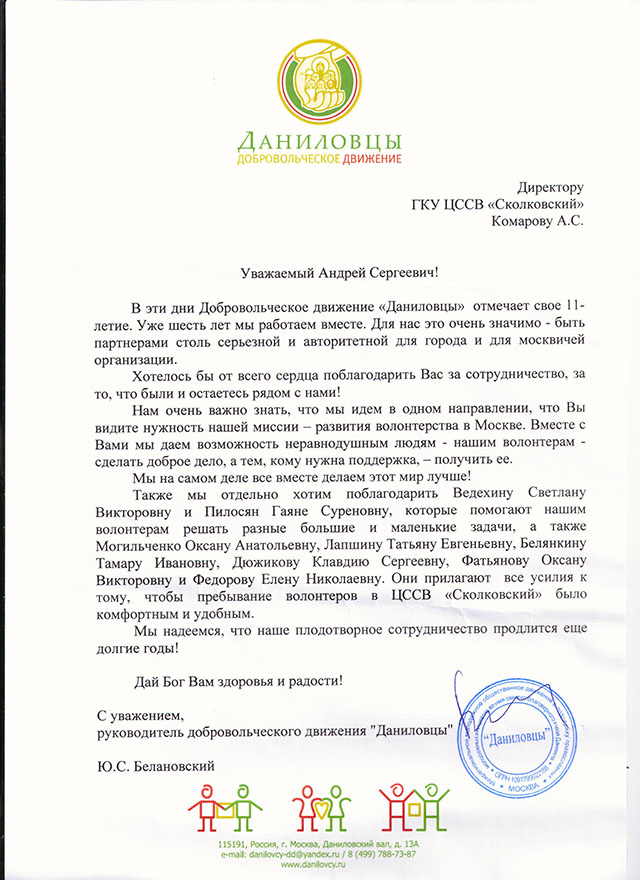 ДАНИЛОВЦЫ
ДОБРОВОЛЬЧЕСКОЕ ДВИЖЕНИЕ
Директору
ГКУ ЦССВ «Сколковский»
Комарову А.С.
Уважаемый Андрей Сергеевич!
В эти дни Добровольческое движение «Даниловцы» отмечает свое 11-
летие. Уже шесть лет мы работаем вместе. Для нас это очень значимо - быть
партнерами столь серьезной и авторитетной для города и для москвичей
организации.
Хотелось бы от всего сердца поблагодарить Вас за сотрудничество, за
то, что были и остаетесь рядом с нами!
Нам очень важно знать, что мы идем в одном направлении, что Вы
видите нужность нашей миссии – развития волонтерства в Москве. Вместе с
Вами мы даем возможность неравнодушным людям - нашим волонтерам -
сделать доброе дело, а тем, кому нужна поддержка, – получить ее.
Мы на самом деле все вместе делаем этот мир лучше!
Также мы отдельно хотим поблагодарить Ведехину Светлану
Викторовну и Пилосян Гаяне Суреновну, которые помогают нашим
волонтерам решать разные большие и маленькие задачи, а также
Могильченко Оксану Анатольевну, Лапшину Татьяну Евгеньевну, Белянкину
Тамару Ивановну, Дюжикову Клавдию Сергеевну, Фатьянову Оксану
Викторовну и Федорову Елену Николаевну. Они прилагают все усилия к
тому, чтобы пребывание волонтеров в ЦССВ «Сколковский» было
комфортным и удобным.
Мы надеемся, что наше плодотворное сотрудничество продлится еще
долгие годы!
Дай Бог Вам здоровья и радости!
С уважением,
руководитель добровольческого движения "Даниловцы"
"Даниловцы"
МОСКВА
Ю.С. Белановский
115191, Россия, г. Москва, Даниловский вал, д. 13А
e-mail: danilovcy-dd@yandex.ru / 8 (499) 788-73-87
www.danilovcy.ru